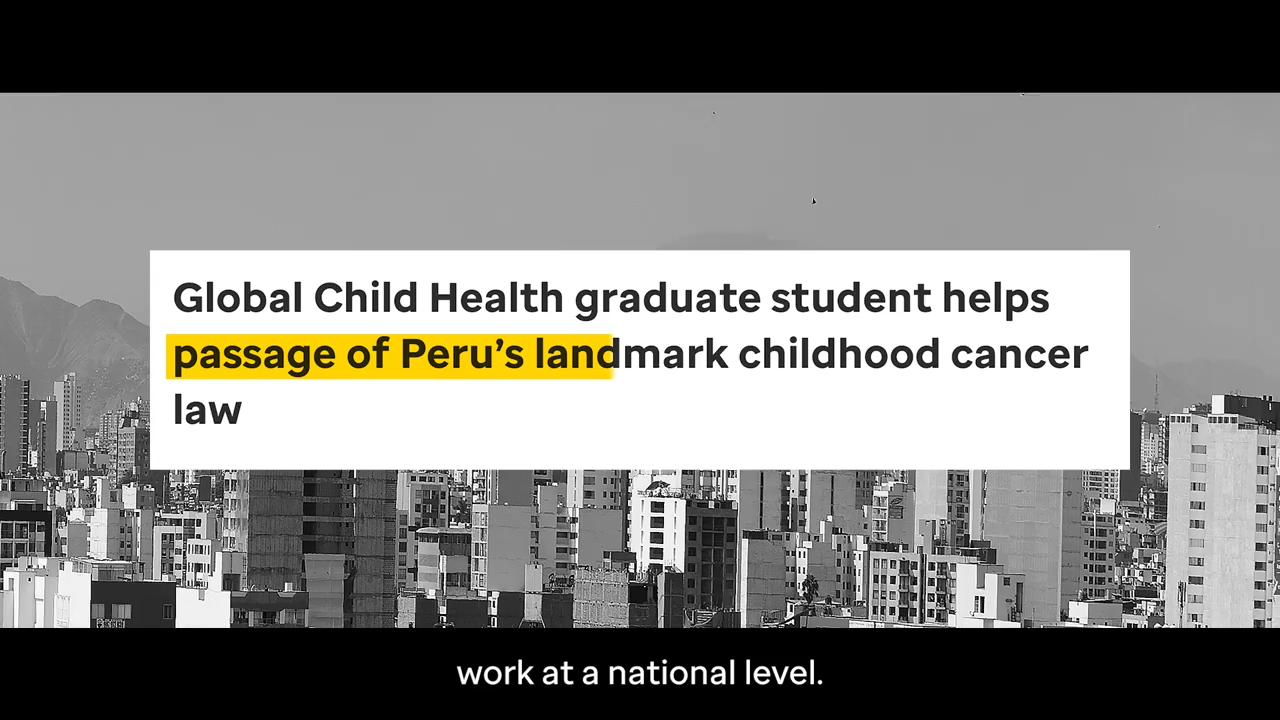 Global Child Health graduate student helps
passage of Peru’s landmark childhood cancer
law
work at a national level.